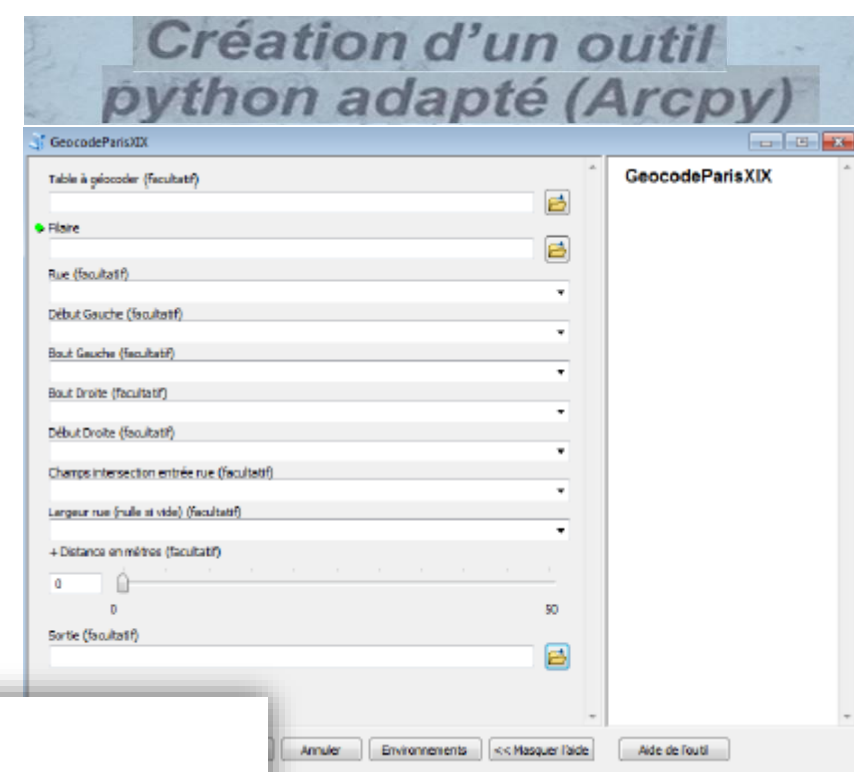 Création d'un outil
python adapté (Arcpy)
GeocodeParisXIX
Table à géocoder (facultatif)
Filaire
Rue (facultatif)
Début Gauche (facultatif)
Bout Gauche (facultatif)
Bout Droite (facultatif)
Début Droite (facultatif)
Champs intersection entrée rue (facultatif)
Largeur rue (nulle si vide) (facultatif)
+ Distance en mètres (facultatif)
0
0 50
Sortie (facultatif)
Annuler Environnements << Masquer l'aide Aide de l'outil
GeocodeParisXIX